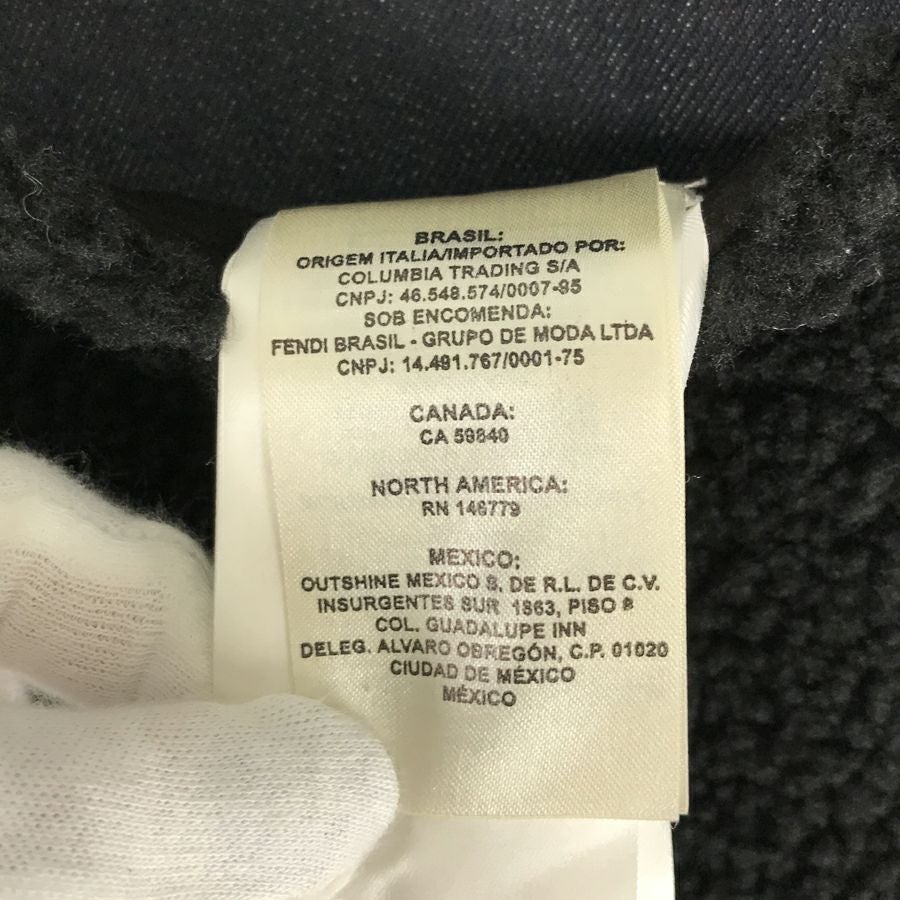 BRASIL:
ORIGEM ITALIA/IMPORTADO POR:
COLUMBIA TRADING S/A
CNPJ: 46.548.574/0007-95
SOB ENCOMENDA:
FENDI BRASIL - GRUPO DE MODA LTDA
CNPJ: 14.491.767/0001-75
CANADA:
CA 59840
NORTH AMERICA:
RN 146779
MEXICO:
OUTSHINE MEXICO S. DE R.L. DE C.V.
INSURGENTES SUR 1863, PISO 8
COL. GUADALUPE INN
DELEG. ALVARO OBREGÓN, C.P. 01020
CIUDAD DE MÉXICO
MÉXICO